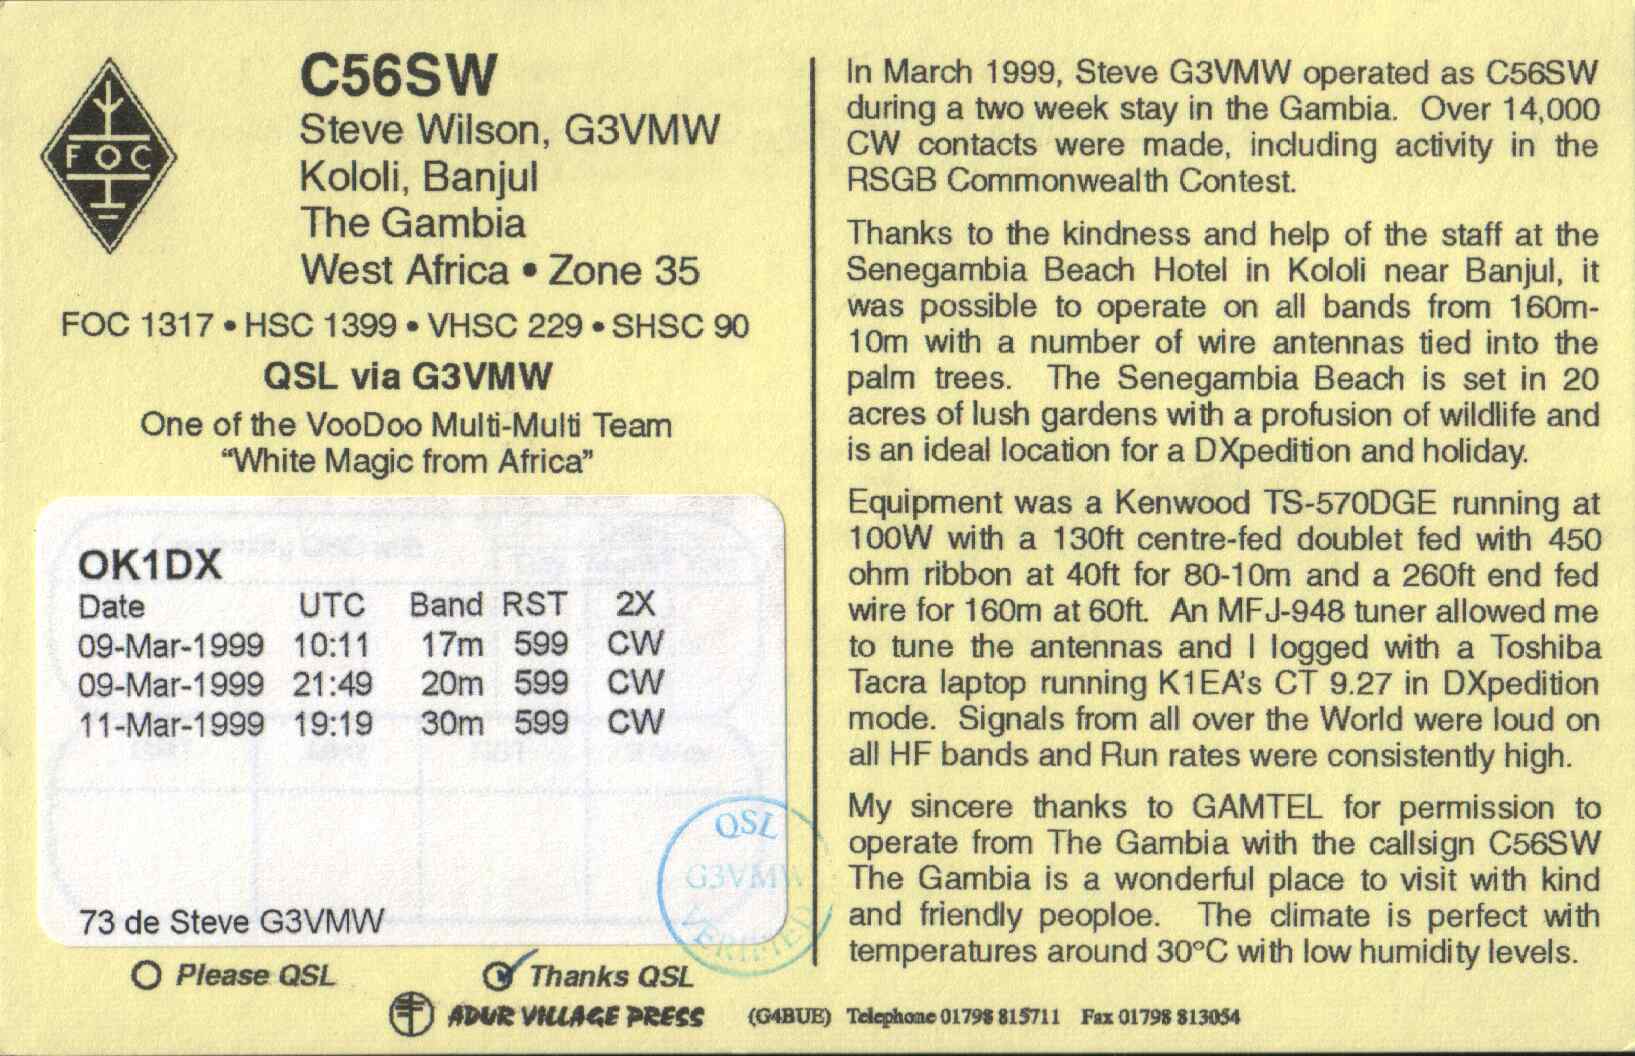 FOC
C56SW
Steve Wilson, G3VMW
Kololi, Banjul
The Gambia
West Africa • Zone 35
FOC 1317 • HSC 1399 • VHSC 229 • SHSC 90
QSL via G3VMW
One of the VooDoo Multi-Multi Team
“White Magic from Africa”
OK1DX
Date UTC Band RST 2X
09-Mar-1999 10:11 17m 599 CW
09-Mar-1999 21:49 20m 599 CW
11-Mar-1999 19:19 30m 599 CW
73 de Steve G3VMW
QSL
G3VMW
VERIFIED
Please QSL Thanks QSL
In March 1999, Steve G3VMW operated as C56SW
during a two week stay in the Gambia. Over 14,000
CW contacts were made, including activity in the
RSGB Commonwealth Contest.
Thanks to the kindness and help of the staff at the
Senegambia Beach Hotel in Kololi near Banjul, it
was possible to operate on all bands from 160m-
10m with a number of wire antennas tied into the
palm trees. The Senegambia Beach is set in 20
acres of lush gardens with a profusion of wildlife and
is an ideal location for a DXpedition and holiday.
Equipment was a Kenwood TS-570DGE running at
100W with a 130ft centre-fed doublet fed with 450
ohm ribbon at 40ft for 80-10m and a 260ft end fed
wire for 160m at 60ft. An MFJ-948 tuner allowed me
to tune the antennas and I logged with a Toshiba
Tacra laptop running K1EA's CT 9.27 in DXpedition
mode. Signals from all over the World were loud on
all HF bands and Run rates were consistently high.
My sincere thanks to GAMTEL for permission to
operate from The Gambia with the callsign C56SW
The Gambia is a wonderful place to visit with kind
and friendly peoploe. The climate is perfect with
temperatures around 30°C with low humidity levels.
ADUR VILLAGE PRESS (G4BUE) Telephone 01798 815711 Fax 01798 813054